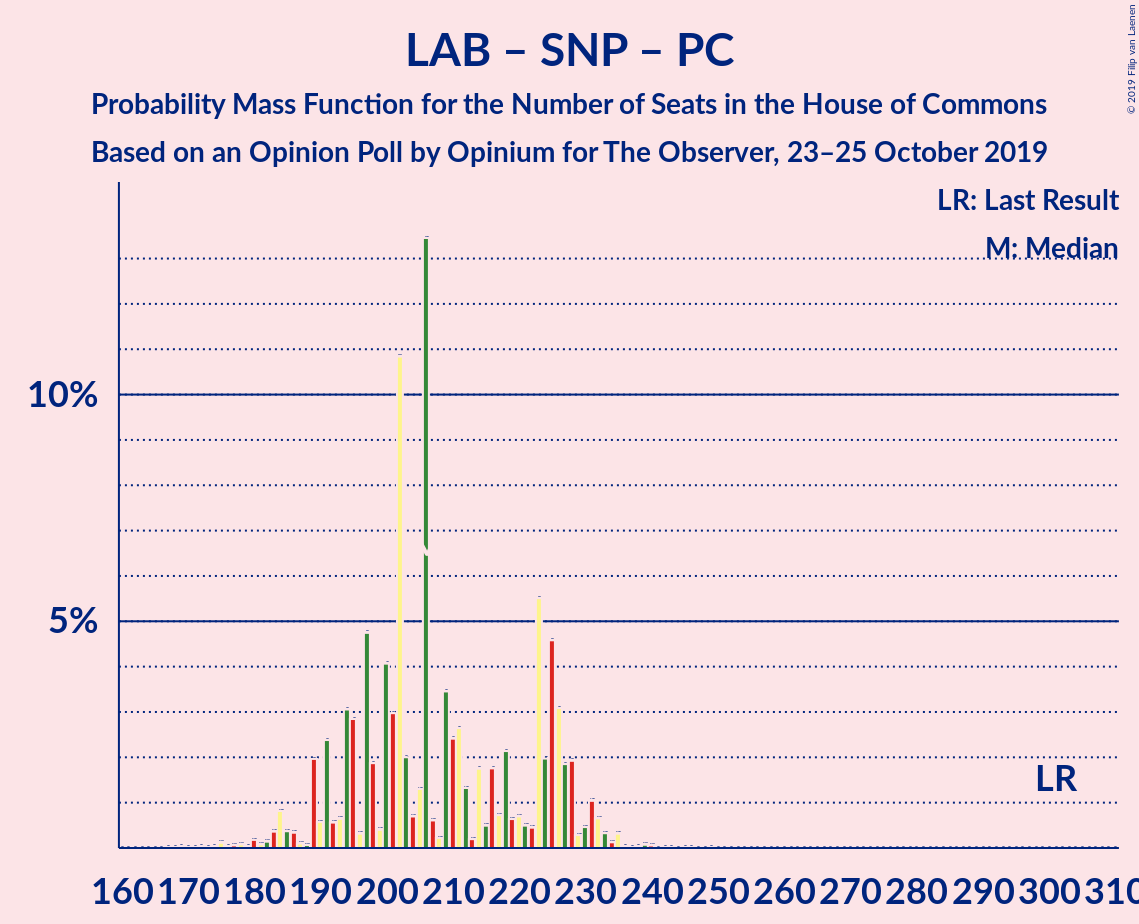 LAB – SNP – PC
Probability Mass Function for the Number of Seats in the House of Commons
Based on an Opinion Poll by Opinium for The Observer, 23–25 October 2019
© 2019 Filip van Laenen
LR: Last Result
M: Median
10%
5%
LR
160 170 180 190 200 210 220 230 240 250 260 270 280 290 300 310